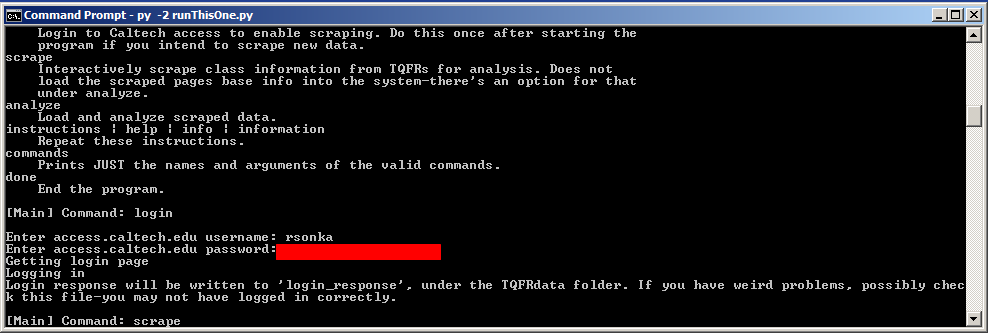 Command Prompt - py -2 runThisOne.py
Login to Caltech access to enable scraping. Do this once after starting the
program if you intend to scrape new data.
scrape
Interactively scrape class information from TQFRs for analysis. Does not
load the scraped pages base info into the system-there's an option for that
under analyze.
analyze
Load and analyze scraped data.
instructions | help | info | information
Repeat these instructions.
commands
Prints JUST the names and arguments of the valid commands.
done
End the program.
[Main] Command: login
Enter access.caltech.edu username: rsonka
Enter access.caltech.edu password:
Getting login page
Logging in
Login response will be written to 'login_response', under the TQFRdata folder. If you have weird problems, possibly chec
k this file-you may not have logged in correctly.
[Main] Command: scrape